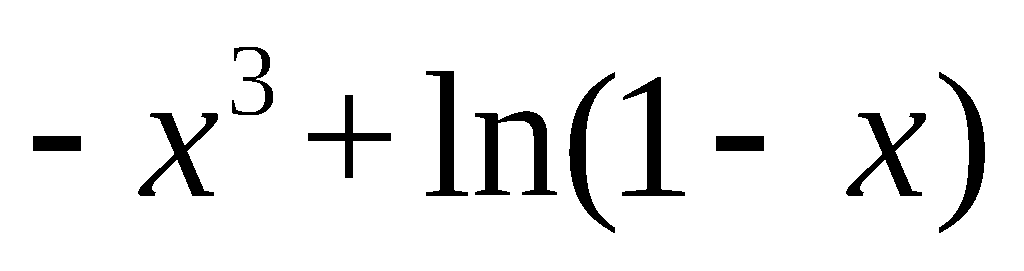 - x³ + ln(1 - x)